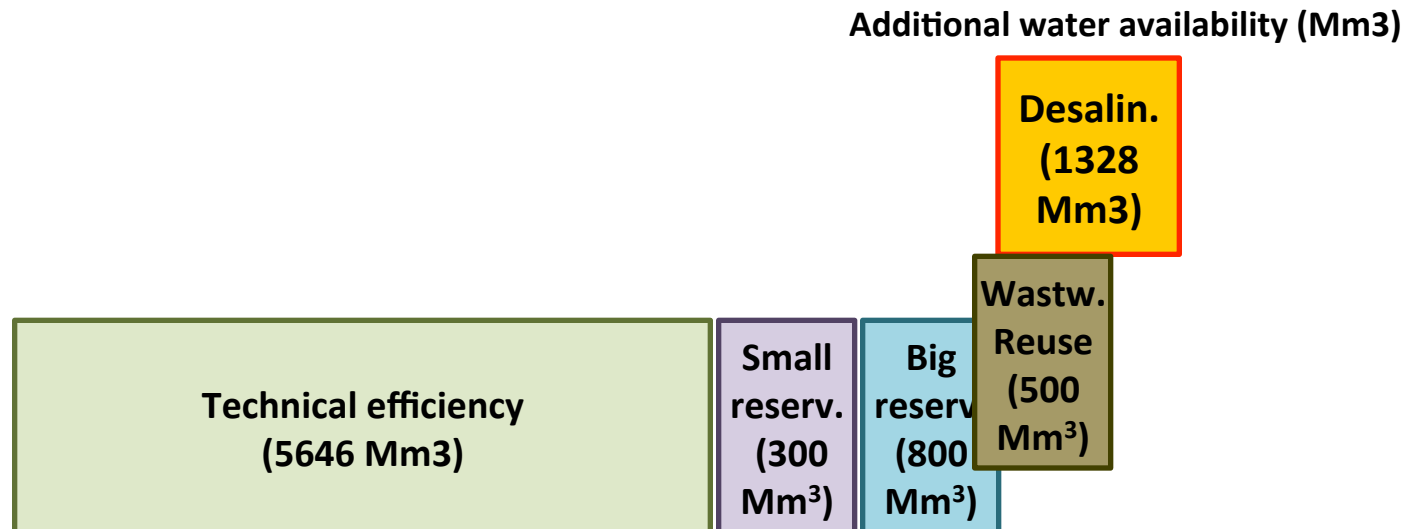 Additional water availability (Mm3)
Desalin.
(1328
Mm3)
Wastw.
Reuse
(500
Mm³)
Technical efficiency
(5646 Mm3)
Small
reserv.
(300
Mm³)
Big
reserv
(800
Mm³)